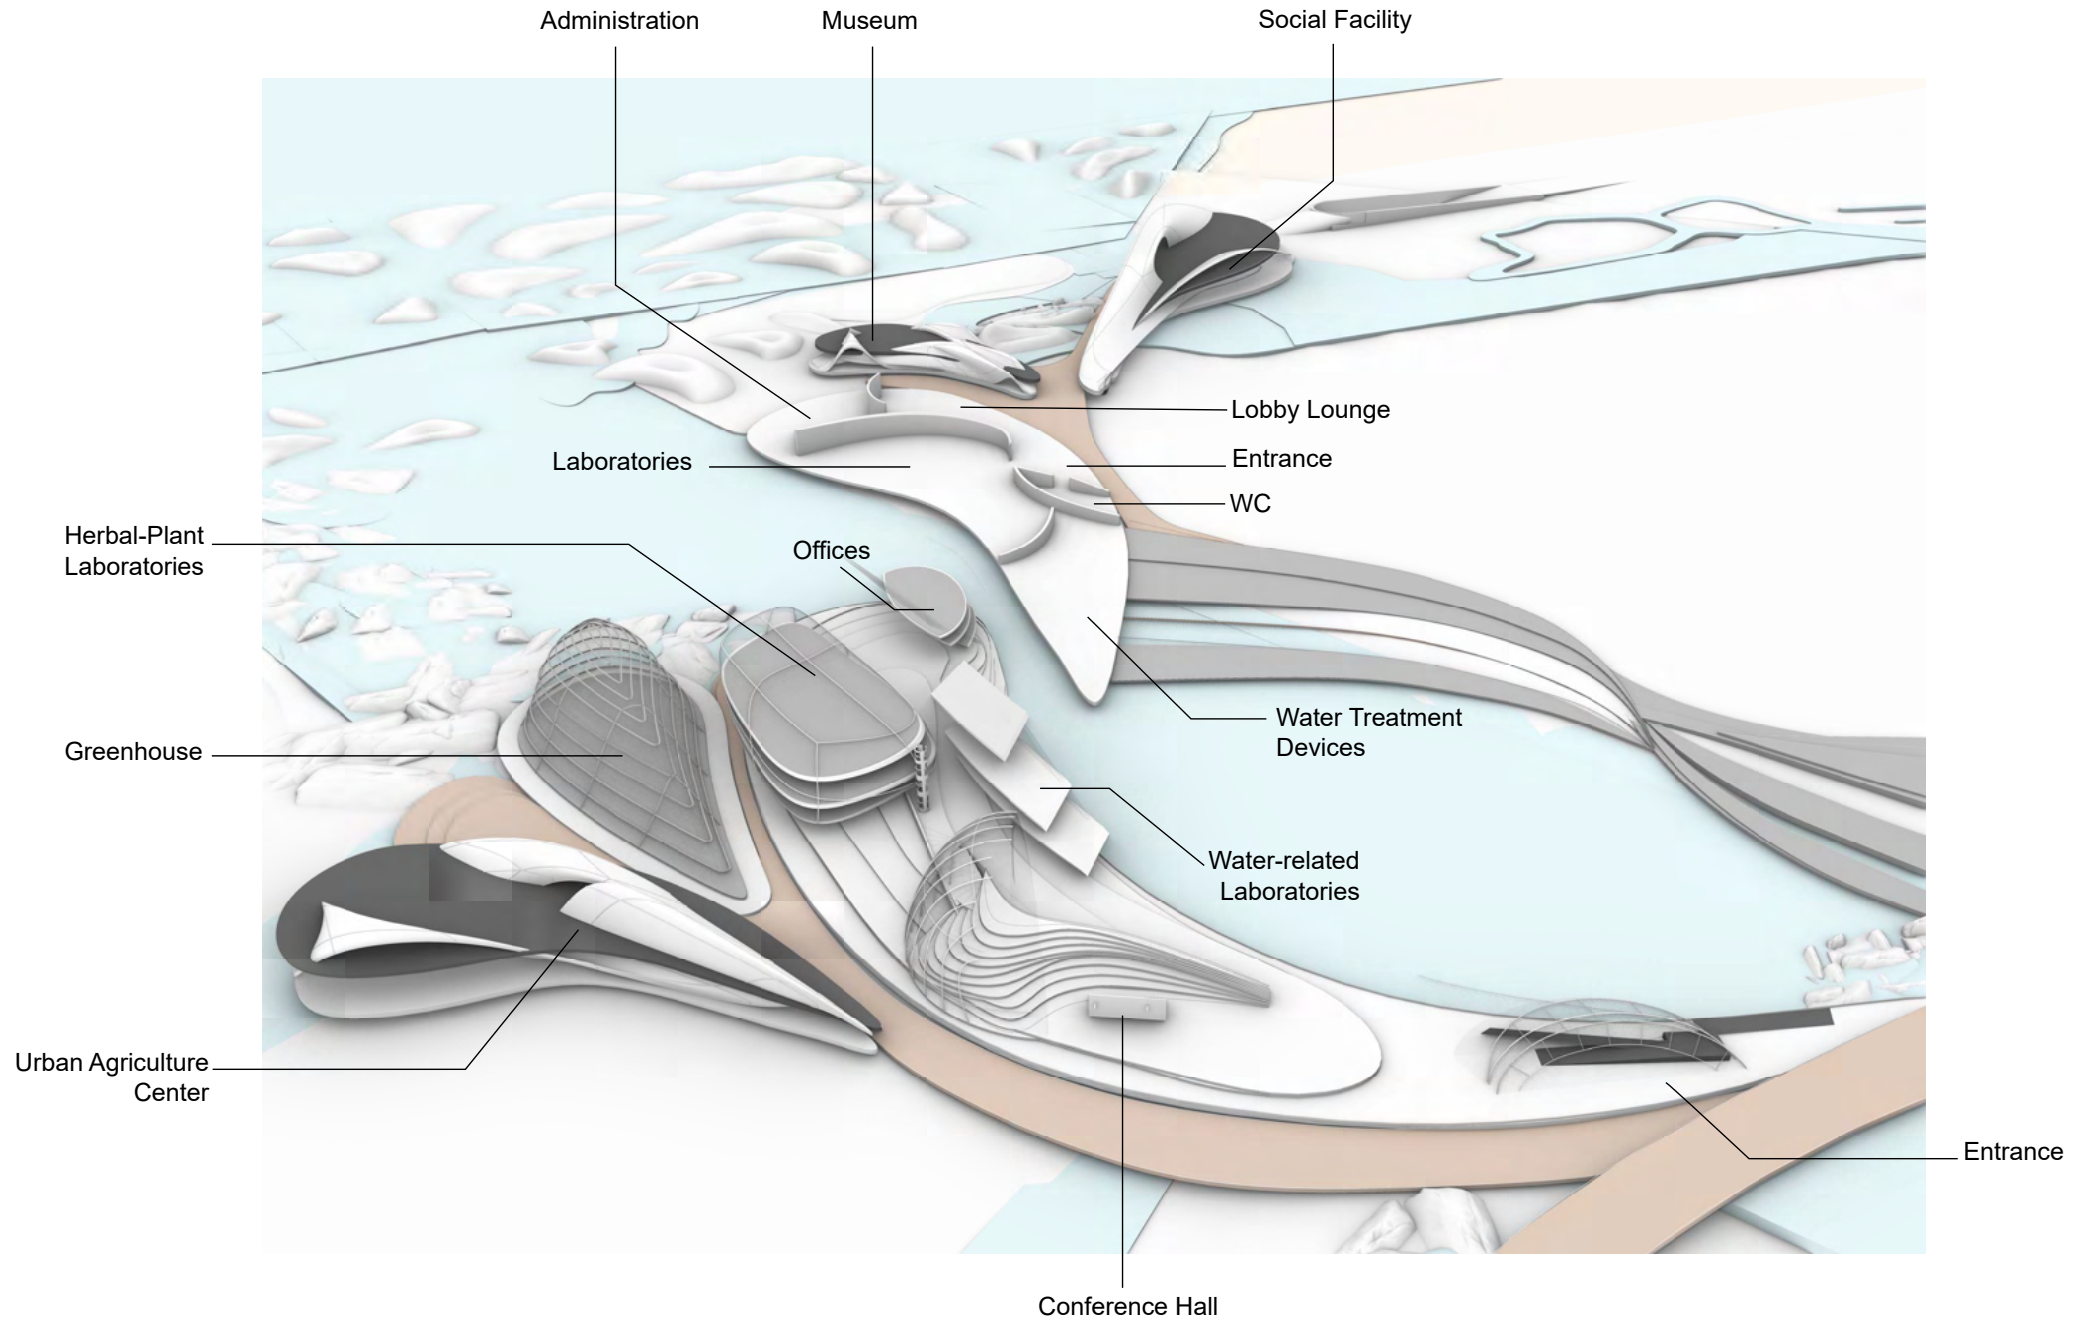 Administration
Museum
Social Facility
Lobby Lounge
Laboratories
Entrance
WC
Herbal-Plant
Laboratories
Offices
Water Treatment
Devices
Greenhouse
Water-related
Laboratories
Urban Agriculture
Center
Entrance
Conference Hall